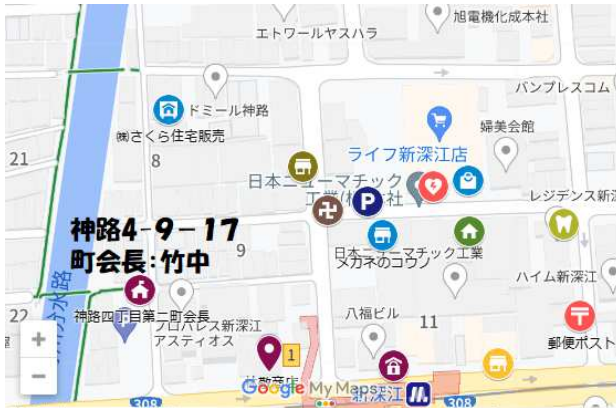 旭電機化成本社
エトワールヤスハラ
バンプレスコム
ドミール神路
㈱さくら住宅販売
婦美会館
ライフ新深江店
21
8
日本ニューマチック
工業(株)本社
レジデンス新深
P
神路4-9-17
町会長:竹中
9
日本ニューマチック工業
メガネのコウノ
ハイム新深江
神路四丁目第二町会長
22
プロパレス新深江
アスティオス
八福ビル
11
郵便ポスト
1
Google My Maps
新深江
308
308
+
−